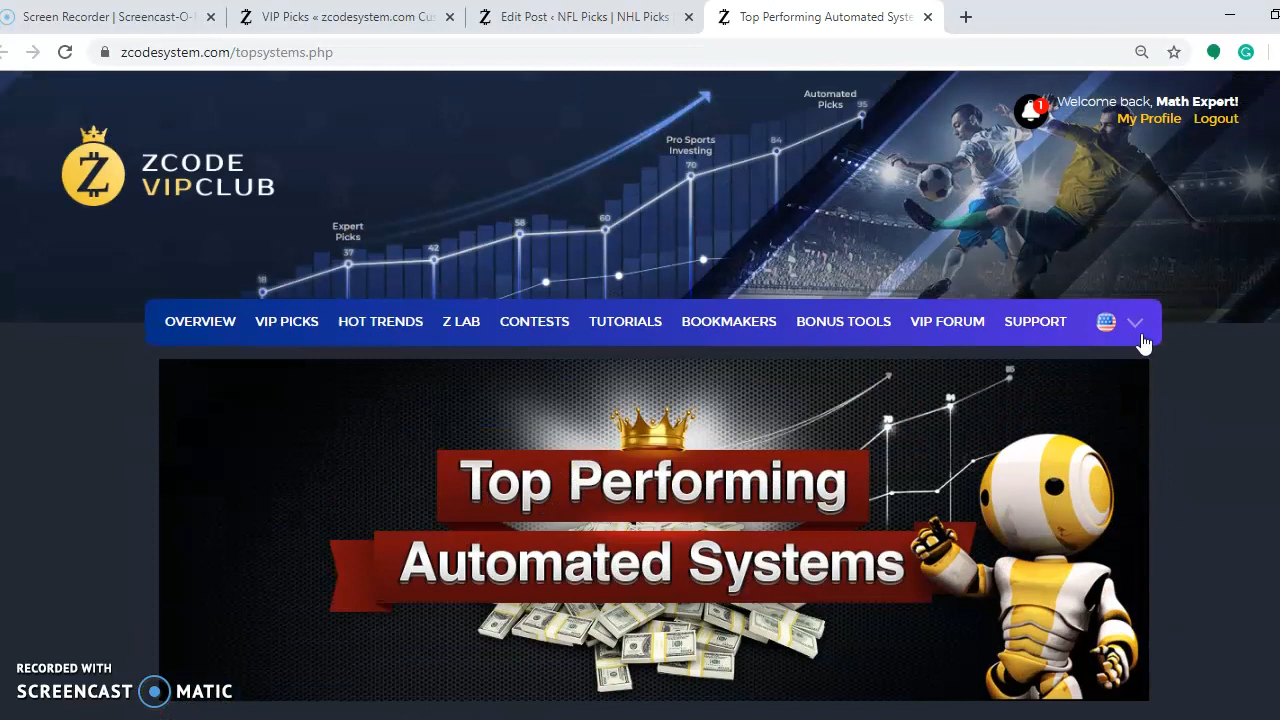 Screen Recorder | Screencast-O-
VIP Picks « zcodesystem.com Cu
Edit Post ‹ NFL Picks | NHL Picks
Top Performing Automated Syste
zcodesystem.com/topsystems.php
Automated
Picks
95
1
Welcome back, Math Expert!
My Profile Logout
Pro Sports
Investing
84
70
ZCODE
VIPCLUB
Expert
Picks
58
60
42
37
18
OVERVIEW VIP PICKS HOT TRENDS Z LAB CONTESTS TUTORIALS BOOKMAKERS BONUS TOOLS VIP FORUM SUPPORT
Top Performing
Automated Systems
RECORDED WITH
SCREENCAST MATIC